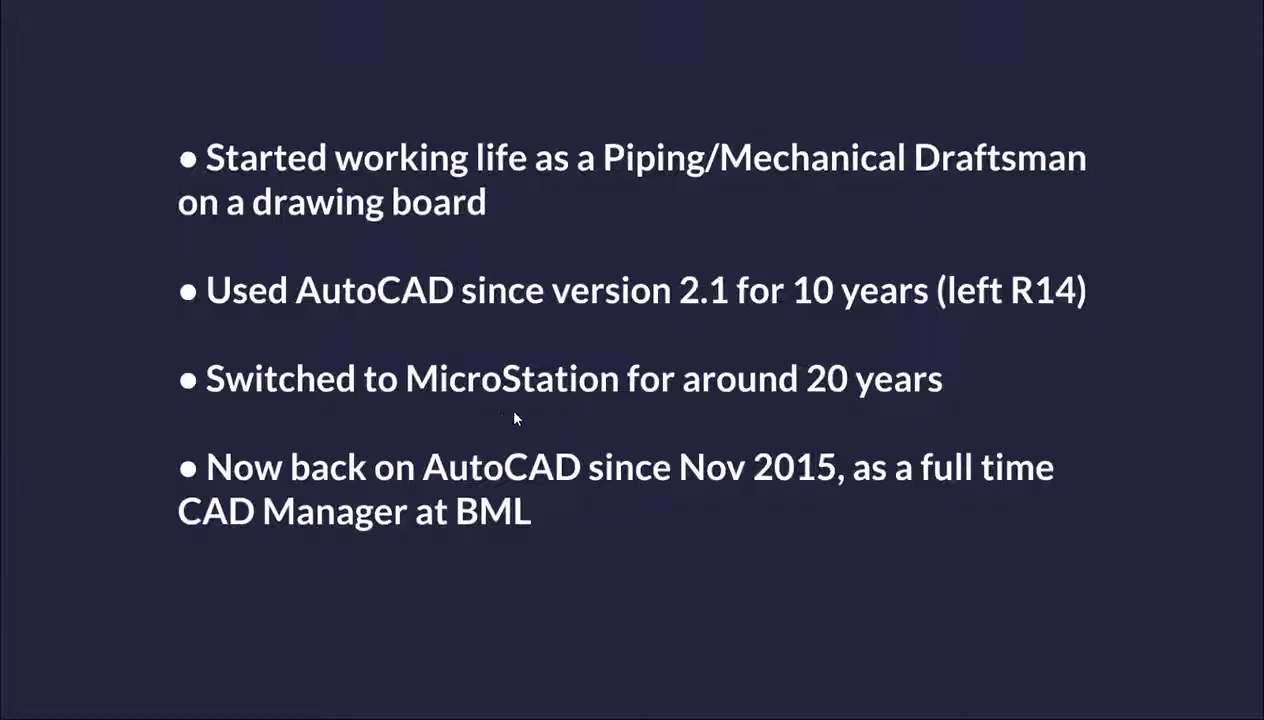 ● Started working life as a Piping/Mechanical Draftsman
on a drawing board
● Used AutoCAD since version 2.1 for 10 years (left R14)
● Switched to MicroStation for around 20 years
● Now back on AutoCAD since Nov 2015, as a full time
CAD Manager at BML